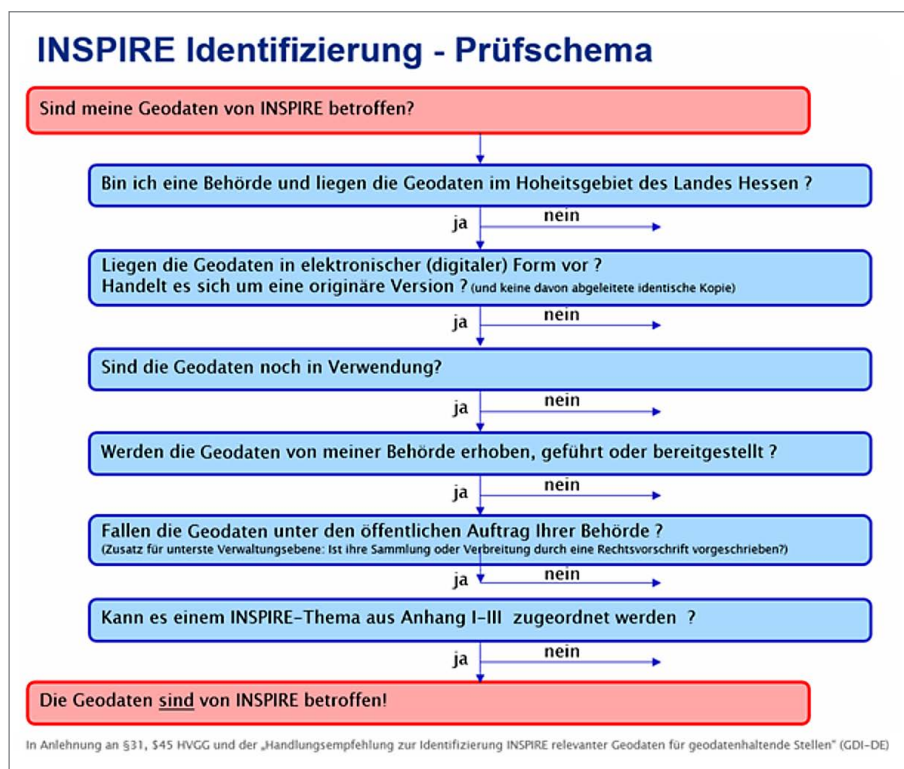 INSPIRE Identifizierung - Prüfschema
Sind meine Geodaten von INSPIRE betroffen?
Bin ich eine Behörde und liegen die Geodaten im Hoheitsgebiet des Landes Hessen ?
ja nein
Liegen die Geodaten in elektronischer (digitaler) Form vor ?
Handelt es sich um eine originäre Version ? (und keine davon abgeleitete identische Kopie)
ja nein
Sind die Geodaten noch in Verwendung?
ja nein
Werden die Geodaten von meiner Behörde erhoben, geführt oder bereitgestellt ?
ja nein
Fallen die Geodaten unter den öffentlichen Auftrag Ihrer Behörde ?
(Zusatz für unterste Verwaltungsebene: Ist ihre Sammlung oder Verbreitung durch eine Rechtsvorschrift vorgeschrieben?)
ja nein
Kann es einem INSPIRE-Thema aus Anhang I-III zugeordnet werden ?
ja nein
Die Geodaten sind von INSPIRE betroffen!
In Anlehnung an §31, $45 HVGG und der „Handlungsempfehlung zur Identifizierung INSPIRE relevanter Geodaten für geodatenhaltende Stellen" (GDI-DE)